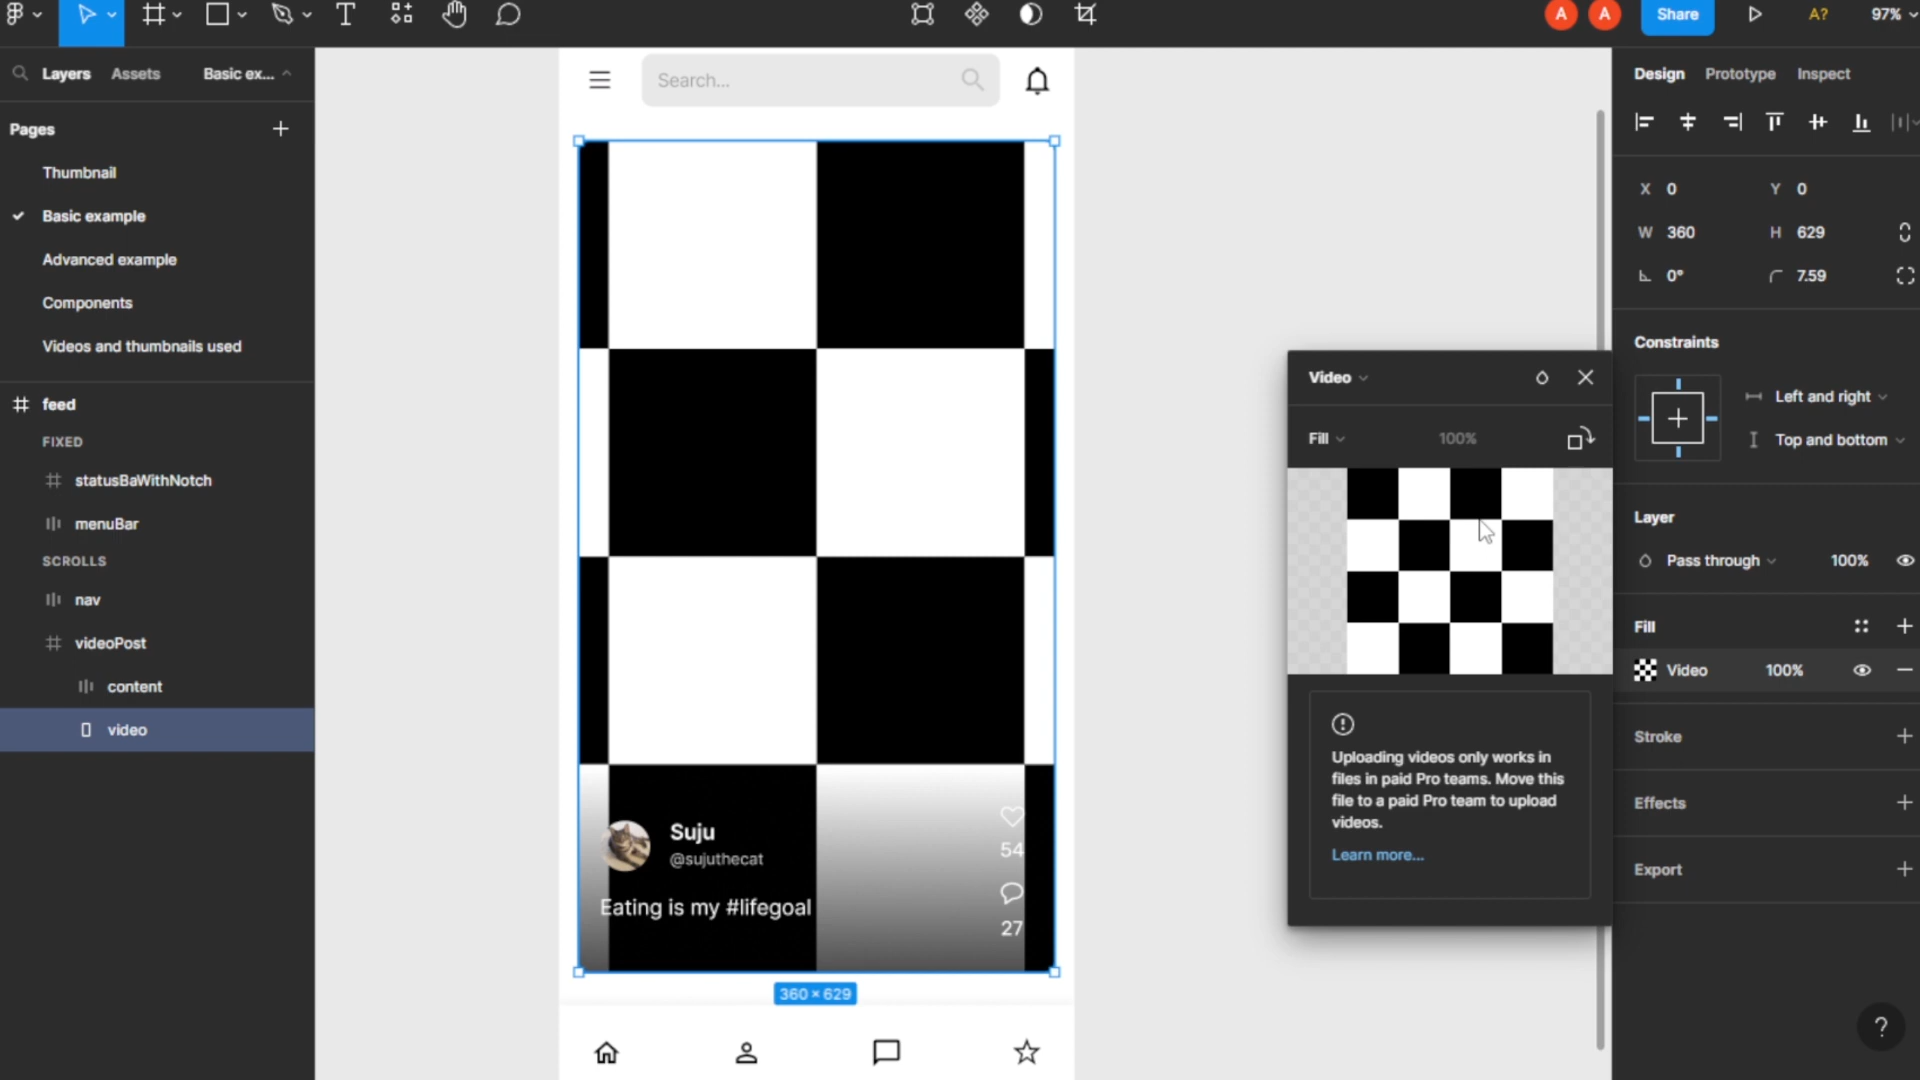 Share
A?
97%
A
A
Layers
Assets
Basic ex...
Pages
Thumbnail
Basic example
Advanced example
Components
Videos and thumbnails used
feed
FIXED
statusBaWithNotch
menuBar
SCROLLS
nav
videoPost
content
video
Search...
Suju
@sujuthecat
Eating is my #lifegoal
54
27
360 × 629
Video
Fill
100%
Uploading videos only works in
files in paid Pro teams. Move this
file to a paid Pro team to upload
videos.
Learn more...
Design
Prototype
Inspect
X 0
Y 0
W 360
H 629
0°
7.59
Constraints
Left and right
Top and bottom
Layer
Pass through
100%
Fill
Video
100%
Stroke
Effects
Export
?